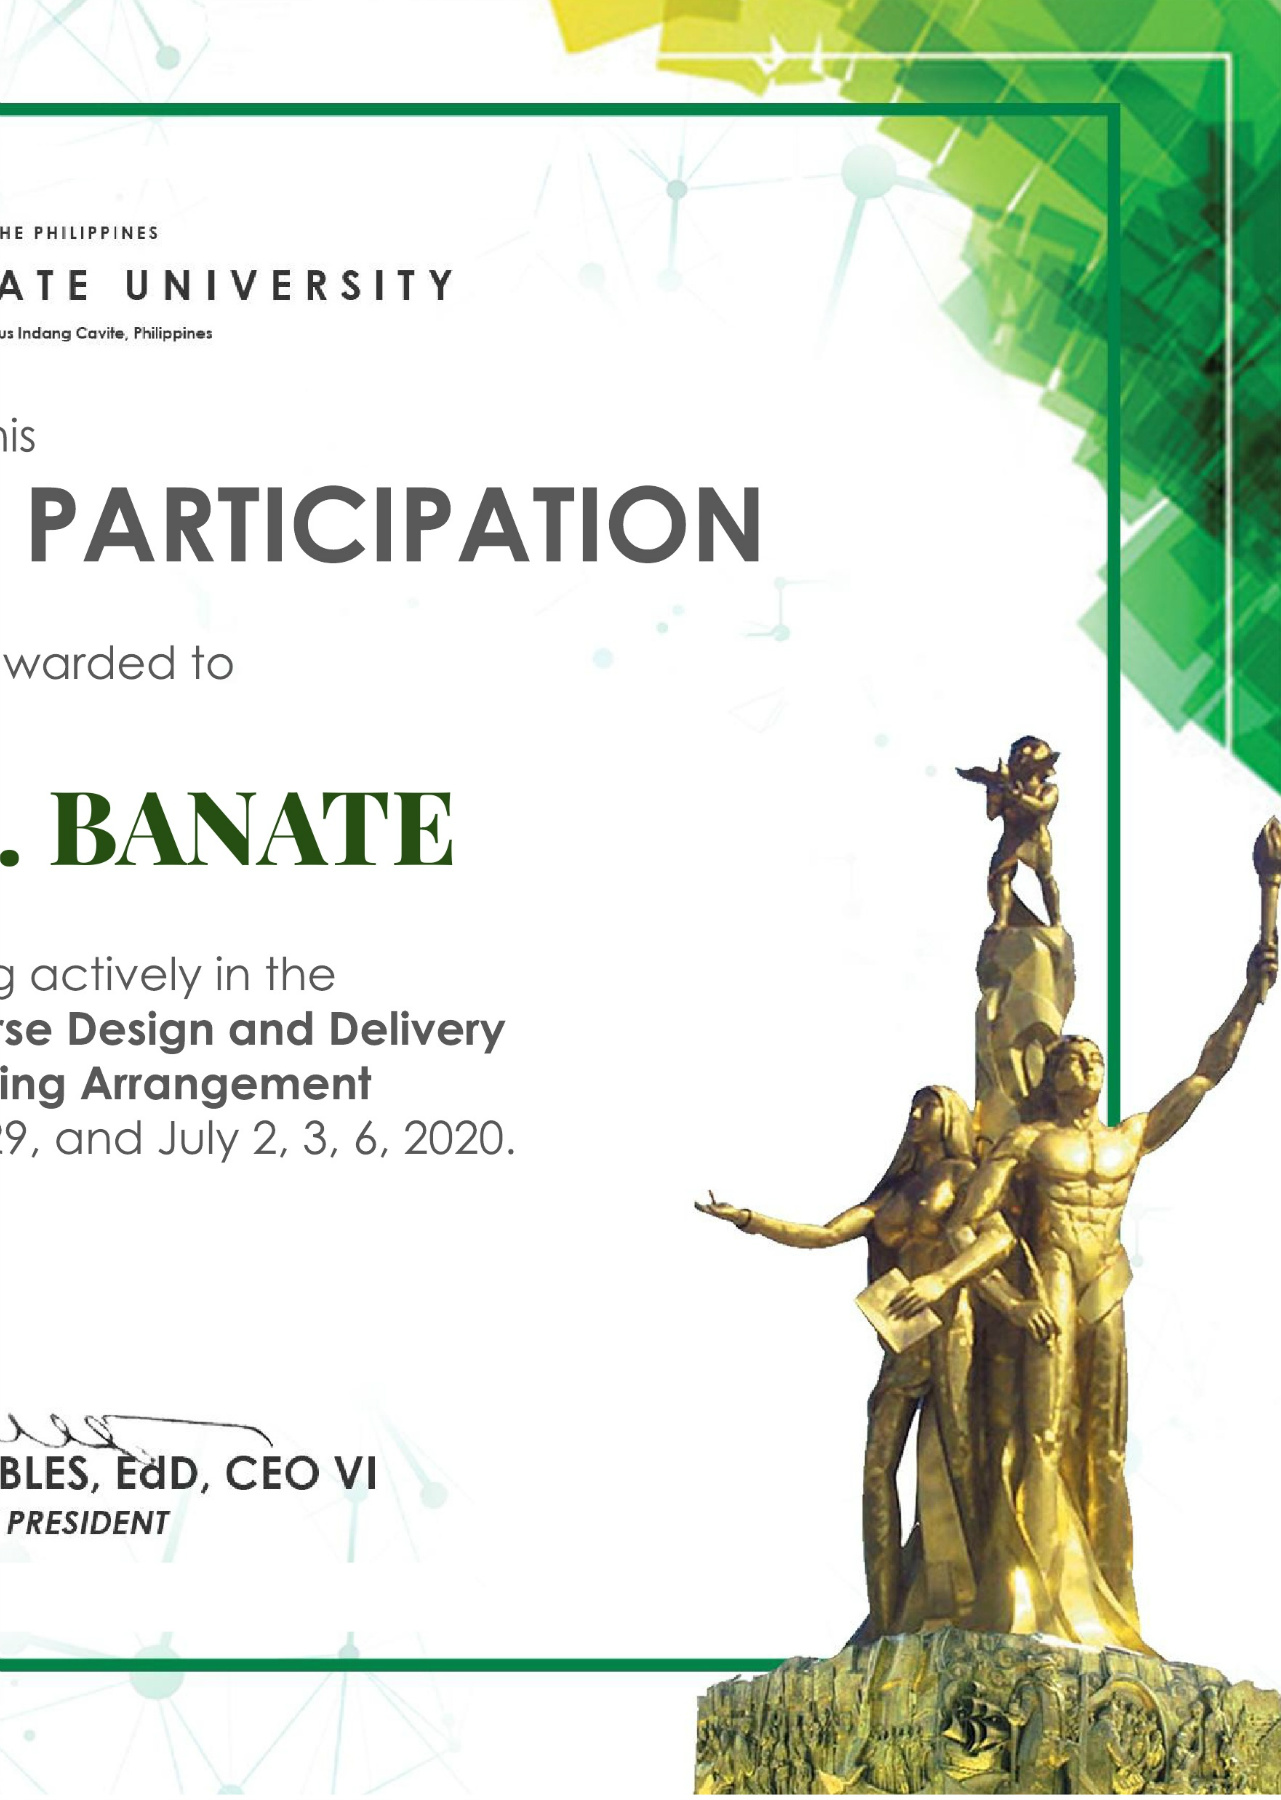 HE PHILIPPINES
ATE UNIVERSITY
us Indang Cavite, Philippines
his
PARTICIPATION
warded to
. BANATE
g actively in the
rse Design and Delivery
ing Arrangement
29, and July 2, 3, 6, 2020.
BLES, EdD, CEO VI
PRESIDENT